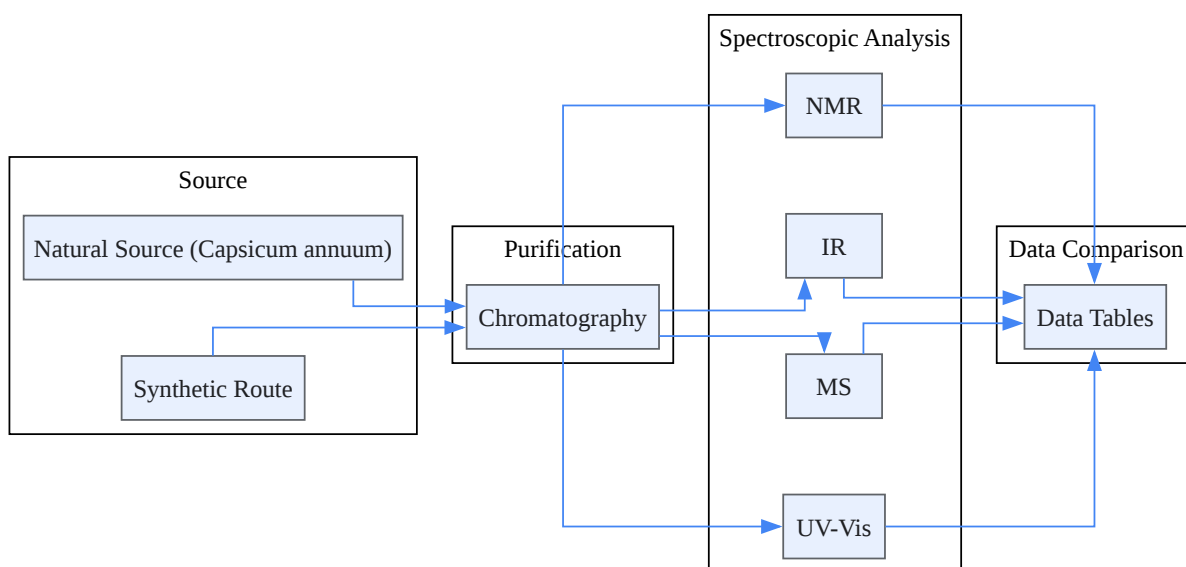 Source
Natural Source (Capsicum annuum)
Synthetic Route
Purification
Chromatography
Spectroscopic Analysis
NMR
IR
MS
UV-Vis
Data Comparison
Data Tables